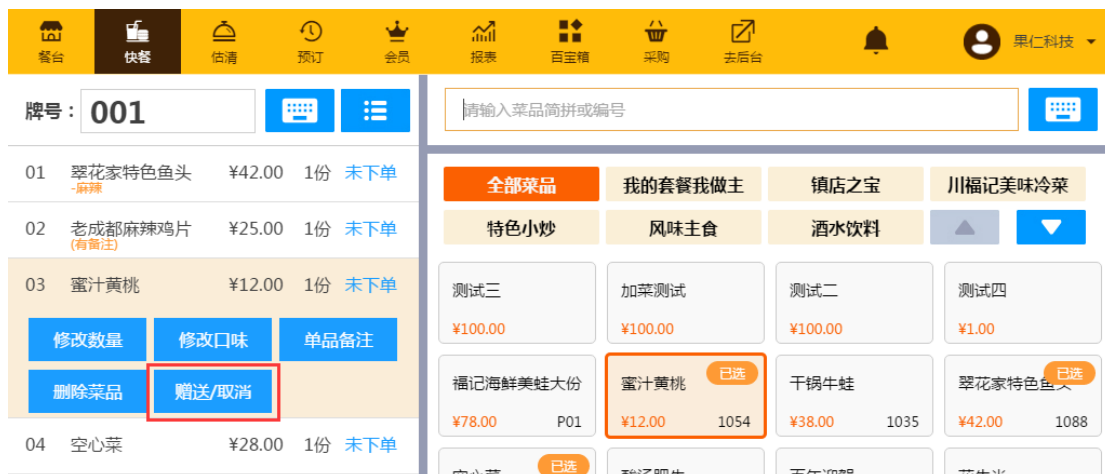 餐台 快餐 估清 预订 会员 报表 百宝箱 采购 去后台 果仁科技
牌号： 001
请输入菜品简拼或编号
01 翠花家特色鱼头 ¥42.00 1份 未下单
-麻辣
02 老成都麻辣鸡片 ¥25.00 1份 未下单
(有备注)
03 蜜汁黄桃 ¥12.00 1份 未下单
修改数量 修改口味 单品备注
删除菜品 赠送/取消
04 空心菜 ¥28.00 1份 未下单
全部菜品 我的套餐我做主 镇店之宝 川福记美味冷菜
特色小炒 风味主食 酒水饮料
测试三 加菜测试 测试二 测试四
¥100.00 ¥100.00 ¥100.00 ¥1.00
福记海鲜美蛙大份 蜜汁黄桃 已选 干锅牛蛙 翠花家特色鱼头 已选
¥78.00 P01 ¥12.00 1054 ¥38.00 1035 ¥42.00 1088
已选